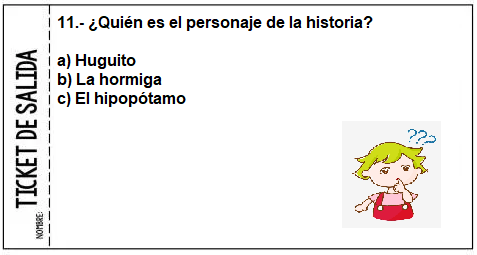 TICKET DE SALIDA
NOMBRE:
11.- ¿Quién es el personaje de la historia?
a) Huguito
b) La hormiga
c) El hipopótamo
???